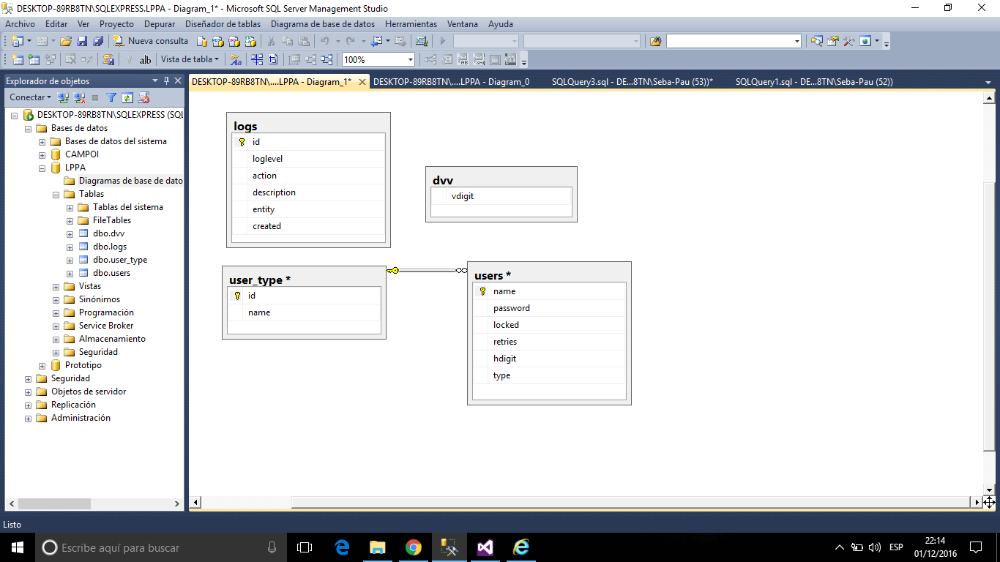 DESKTOP-89RB8TN\SQLEXPRESS.LPPA - Diagram_1* - Microsoft SQL Server Management Studio
Archivo Editar Ver Proyecto Depurar Diseñador de tablas Diagrama de base de datos Herramientas Ventana Ayuda
Nueva consulta
Vista de tabla 100%
Explorador de objetos
Conectar
DESKTOP-89RB8TN\SQLEXPRESS (SQL
Bases de datos
Bases de datos del sistema
CAMPOI
LPPA
Diagramas de base de dato
Tablas
Tablas del sistema
FileTables
dbo.dvv
dbo.logs
dbo.user_type
dbo.users
Vistas
Sinónimos
Programación
Service Broker
Almacenamiento
Seguridad
Prototipo
Seguridad
Objetos de servidor
Replicación
Administración
DESKTOP-89RB8TN\....LPPA - Diagram_1* DESKTOP-89RB8TN\....LPPA - Diagram_0 SQLQuery3.sql - DE...8TN\Seba-Pau (53))* SQLQuery1.sql - DE...8TN\Seba-Pau (52))
logs
id
loglevel
action
description
entity
created
dvv
vdigit
user_type *
id
name
users *
name
password
locked
retries
hdigit
type
Listo
Escribe aquí para buscar
ESP
22:14
01/12/2016